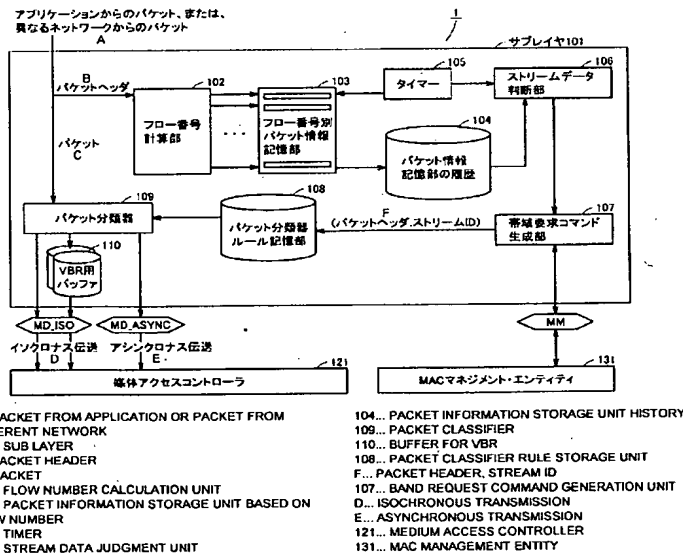 アプリケーションからのパケット、または、
異なるネットワークからのパケット
A
1
サブレイヤ101
B
パケットヘッダ
102
フロー番号
計算部
・・・
103
フロー番号別
パケット情報
記憶部
105
タイマー
106
ストリームデータ
判断部
104
パケット情報
記憶部の履歴
パケット
C
109
パケット分類器
108
パケット分類器
ルール記憶部
F
(パケットヘッダ、ストリームID)
107
帯域要求コマンド
生成部
110
VBR用
バッファ
MD_ISO
MD_ASYNC
MM
イソクロナス伝送
D
アシンクロナス伝送
E
121
媒体アクセスコントローラ
131
MACマネジメント・エンティティ
ACKET FROM APPLICATION OR PACKET FROM
ERENT NETWORK
SUB LAYER
ACKET HEADER
ACKET
FLOW NUMBER CALCULATION UNIT
PACKET INFORMATION STORAGE UNIT BASED ON
W NUMBER
TIMER
STREAM DATA JUDGMENT UNIT
104... PACKET INFORMATION STORAGE UNIT HISTORY
109... PACKET CLASSIFIER
110... BUFFER FOR VBR
108... PACKET CLASSIFIER RULE STORAGE UNIT
F... PACKET HEADER, STREAM ID
107... BAND REQUEST COMMAND GENERATION UNIT
D... ISOCHRONOUS TRANSMISSION
E... ASYNCHRONOUS TRANSMISSION
121... MEDIUM ACCESS CONTROLLER
131... MAC MANAGEMENT ENTITY